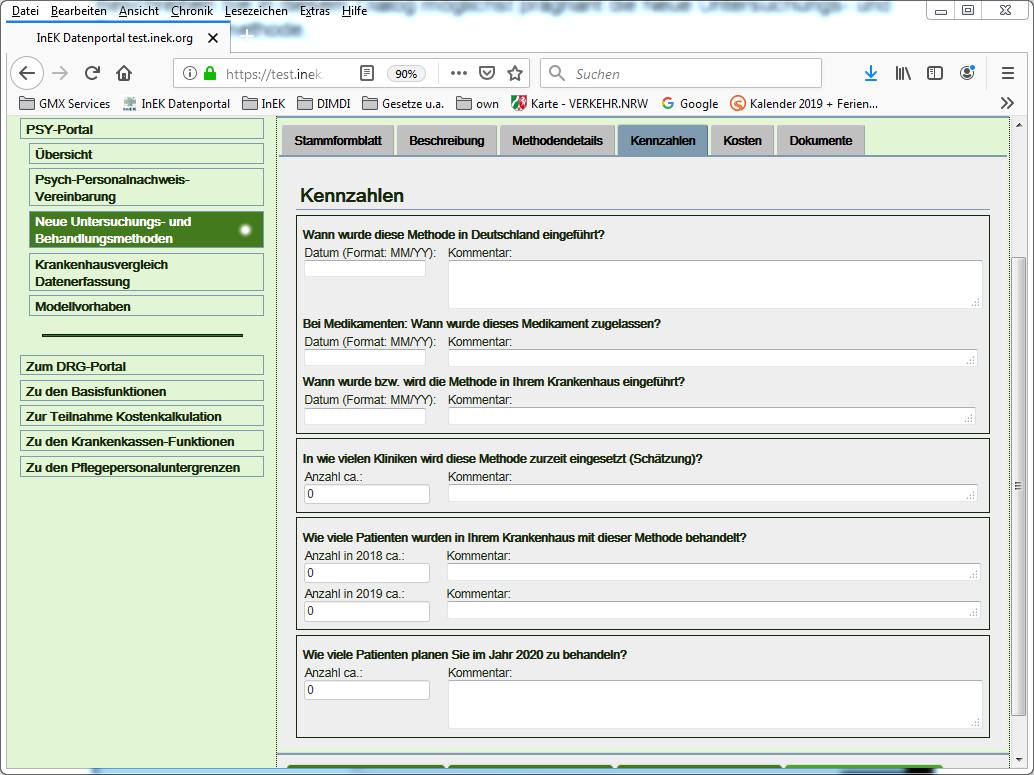 Datei Bearbeiten Ansicht Chronik Lesezeichen Extras Hilfe
InEK Datenportal test.inek.org
https://test.inek
90%
Suchen
GMX Services InEK Datenportal InEK DIMDI Gesetze u.a. own Karte - VERKEHR.NRW Google Kalender 2019 + Ferien...
PSY-Portal
Übersicht
Psych-Personalnachweis-
Vereinbarung
Neue Untersuchungs- und
Behandlungsmethoden
Krankenhausvergleich
Datenerfassung
Modellvorhaben
Zum DRG-Portal
Zu den Basisfunktionen
Zur Teilnahme Kostenkalkulation
Zu den Krankenkassen-Funktionen
Zu den Pflegepersonaluntergrenzen
Stammformblatt Beschreibung Methodendetails Kennzahlen Kosten Dokumente
Kennzahlen
Wann wurde diese Methode in Deutschland eingeführt?
Datum (Format: MM/YY): Kommentar:
Bei Medikamenten: Wann wurde dieses Medikament zugelassen?
Datum (Format: MM/YY): Kommentar:
Wann wurde bzw. wird die Methode in Ihrem Krankenhaus eingeführt?
Datum (Format: MM/YY): Kommentar:
In wie vielen Kliniken wird diese Methode zurzeit eingesetzt (Schätzung)?
Anzahl ca.: Kommentar:
0
Wie viele Patienten wurden in Ihrem Krankenhaus mit dieser Methode behandelt?
Anzahl in 2018 ca.: Kommentar:
0
Anzahl in 2019 ca.: Kommentar:
0
Wie viele Patienten planen Sie im Jahr 2020 zu behandeln?
Anzahl ca.: Kommentar:
0